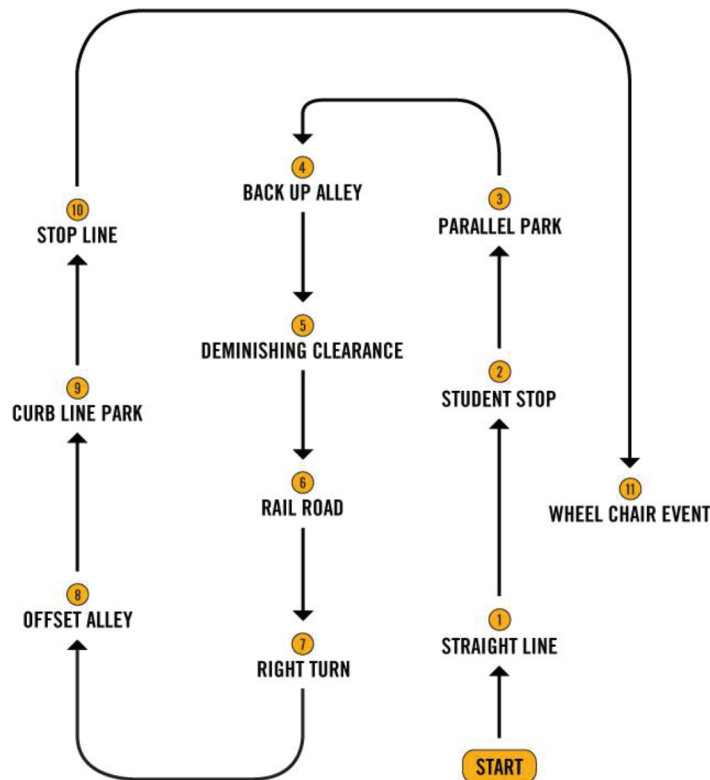 START
1
STRAIGHT LINE
2
STUDENT STOP
3
PARALLEL PARK
4
BACK UP ALLEY
5
DEMINISHING CLEARANCE
6
RAIL ROAD
7
RIGHT TURN
8
OFFSET ALLEY
9
CURB LINE PARK
10
STOP LINE
11
WHEEL CHAIR EVENT